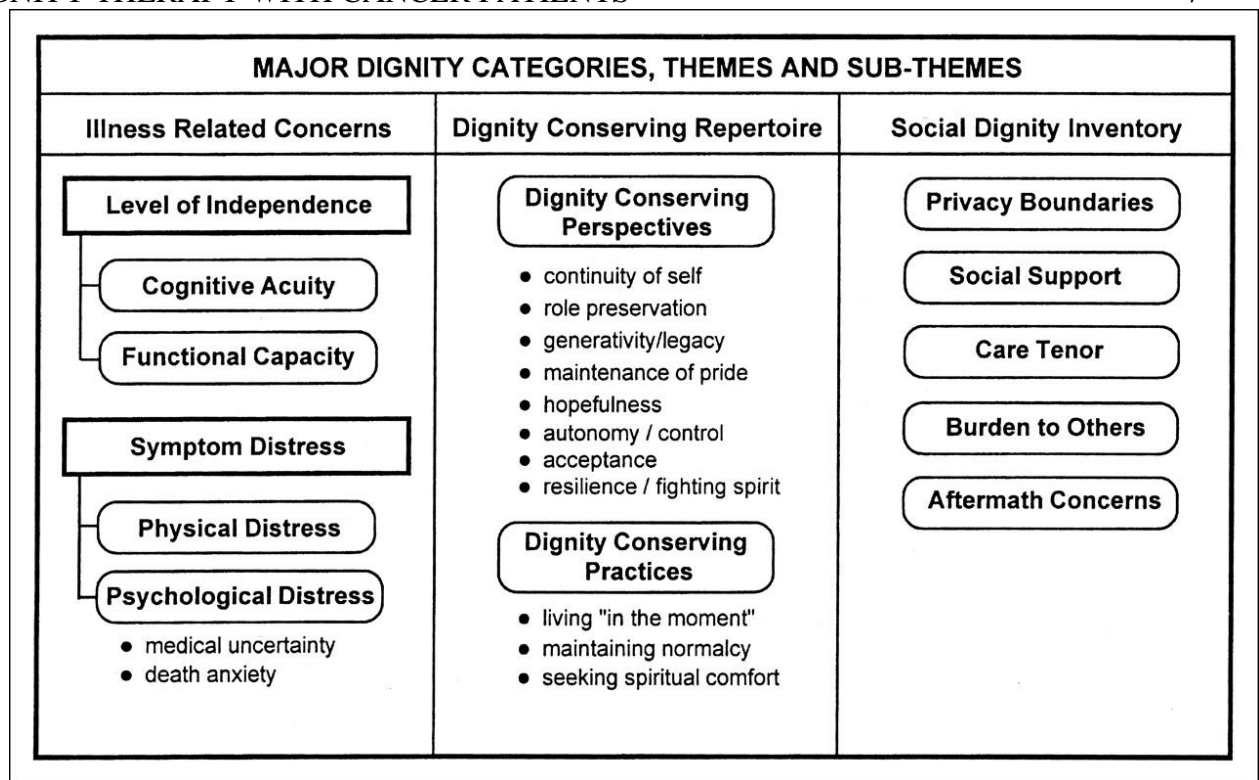 THERAPY WITH CANCER PATIENTS
MAJOR DIGNITY CATEGORIES, THEMES AND SUB-THEMES
Illness Related Concerns
Level of Independence
Cognitive Acuity
Functional Capacity
Symptom Distress
Physical Distress
Psychological Distress
• medical uncertainty
• death anxiety
Dignity Conserving Repertoire
Dignity Conserving
Perspectives
• continuity of self
• role preservation
• generativity/legacy
• maintenance of pride
• hopefulness
• autonomy / control
• acceptance
• resilience / fighting spirit
Dignity Conserving
Practices
• living "in the moment"
• maintaining normalcy
• seeking spiritual comfort
Social Dignity Inventory
Privacy Boundaries
Social Support
Care Tenor
Burden to Others
Aftermath Concerns